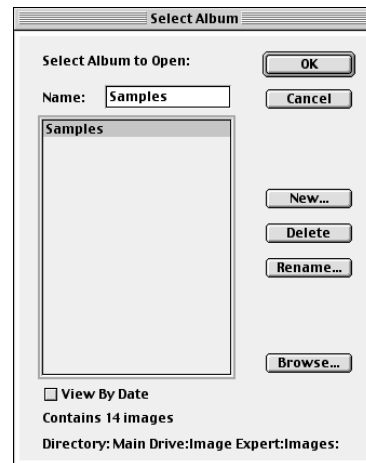 Select Album
Select Album to Open:
OK
Name: Samples
Cancel
Samples
New...
Delete
Rename...
Browse...
View By Date
Contains 14 images
Directory: Main Drive:Image Expert:Images: